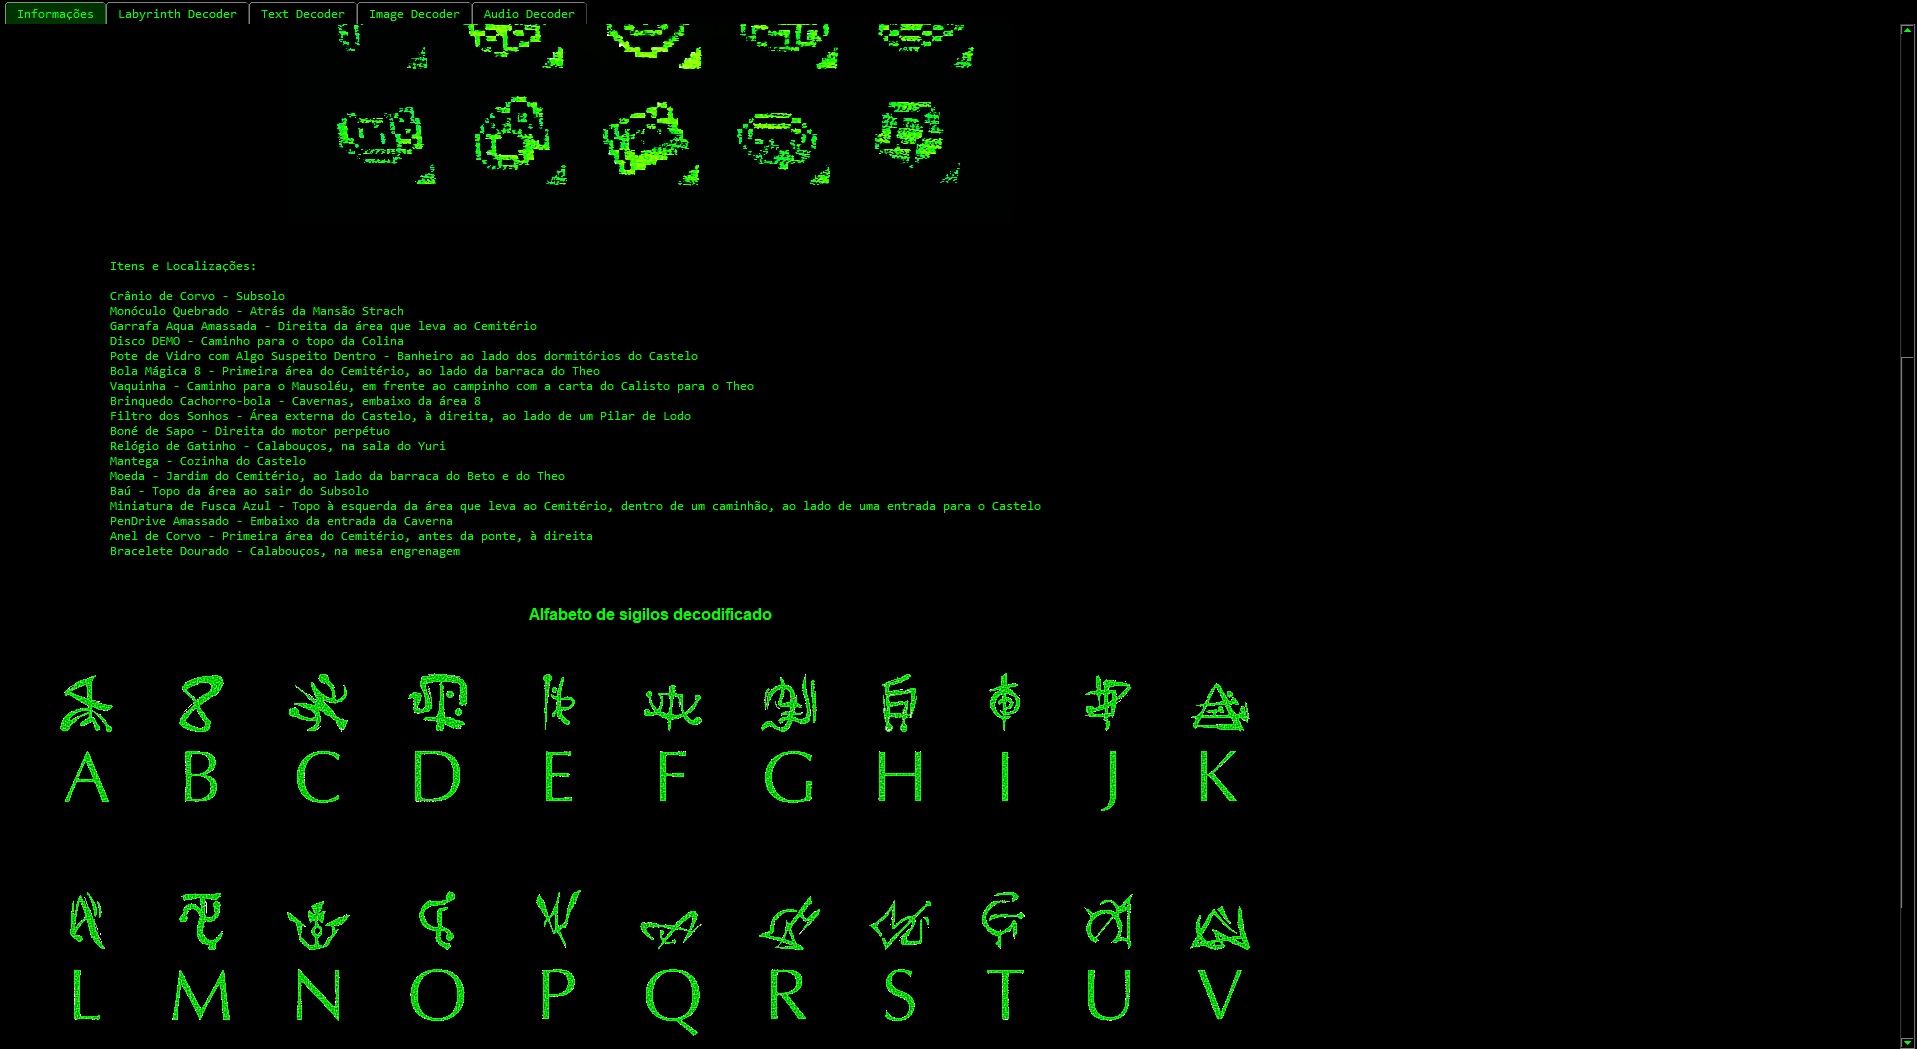 Informações Labyrinth Decoder Text Decoder Image Decoder Audio Decoder
Itens e Localizações:
Crânio de Corvo - Subsolo
Monóculo Quebrado - Atrás da Mansão Strach
Garrafa Aqua Amassada - Direita da área que leva ao Cemitério
Disco DEMO - Caminho para o topo da Colina
Pote de Vidro com Algo Suspeito Dentro - Banheiro ao lado dos dormitórios do Castelo
Bola Mágica 8 - Primeira área do Cemitério, ao lado da barraca do Theo
Vaquinha - Caminho para o Mausoléu, em frente ao campinho com a carta do Calisto para o Theo
Brinquedo Cachorro-bola - Cavernas, embaixo da área 8
Filtro dos Sonhos - Área externa do Castelo, à direita, ao lado de um Pilar de Lodo
Boné de Sapo - Direita do motor perpétuo
Relógio de Gatinho - Calabouços, na sala do Yuri
Mantega - Cozinha do Castelo
Moeda - Jardim do Cemitério, ao lado da barraca do Beto e do Theo
Baú - Topo da área ao sair do Subsolo
Miniatura de Fusca Azul - Topo à esquerda da área que leva ao Cemitério, dentro de um caminhão, ao lado de uma entrada para o Castelo
PenDrive Amassado - Embaixo da entrada da Caverna
Anel de Corvo - Primeira área do Cemitério, antes da ponte, à direita
Bracelete Dourado - Calabouços, na mesa engrenagem
Alfabeto de sigilos decodificado
A B C D E F G H I J K
L M N O P Q R S T U V